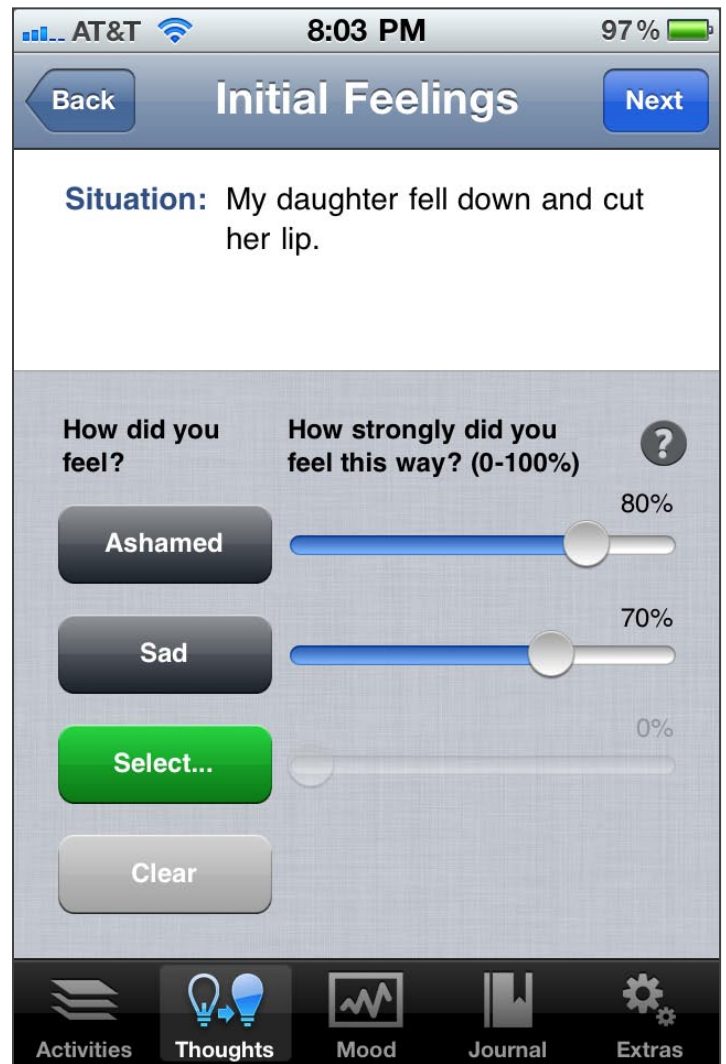 AT&T 8:03 PM 97%
Back Initial Feelings Next
Situation: My daughter fell down and cut
her lip.
How did you How strongly did you
feel? feel this way? (0-100%) ?
80%
Ashamed
70%
Sad
0%
Select...
Clear
Activities Thoughts Mood Journal Extras